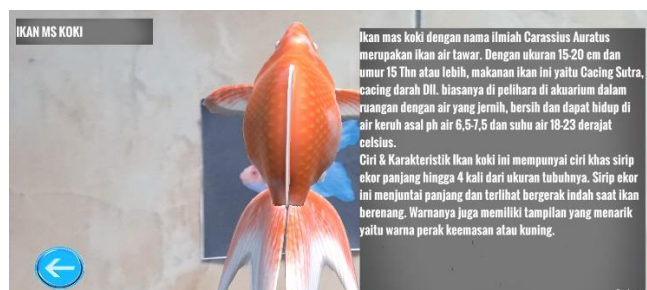 IKAN MS KOKI
Ikan mas koki dengan nama ilmiah Carassius Auratus
merupakan ikan air tawar. Dengan ukuran 15-20 cm dan
umur 15 Thn atau lebih, makanan ikan ini yaitu Cacing Sutra,
cacing darah Dll. biasanya di pelihara di akuarium dalam
ruangan dengan air yang jernih, bersih dan dapat hidup di
air keruh asal ph air 6,5-7,5 dan suhu air 18-23 derajat
celsius.
Ciri & Karakteristik Ikan koki ini mempunyai ciri khas sirip
ekor panjang hingga 4 kali dari ukuran tubuhnya. Sirip ekor
ini menjuntai panjang dan terlihat bergerak indah saat ikan
berenang. Warnanya juga memiliki tampilan yang menarik
yaitu warna perak keemasan atau kuning.